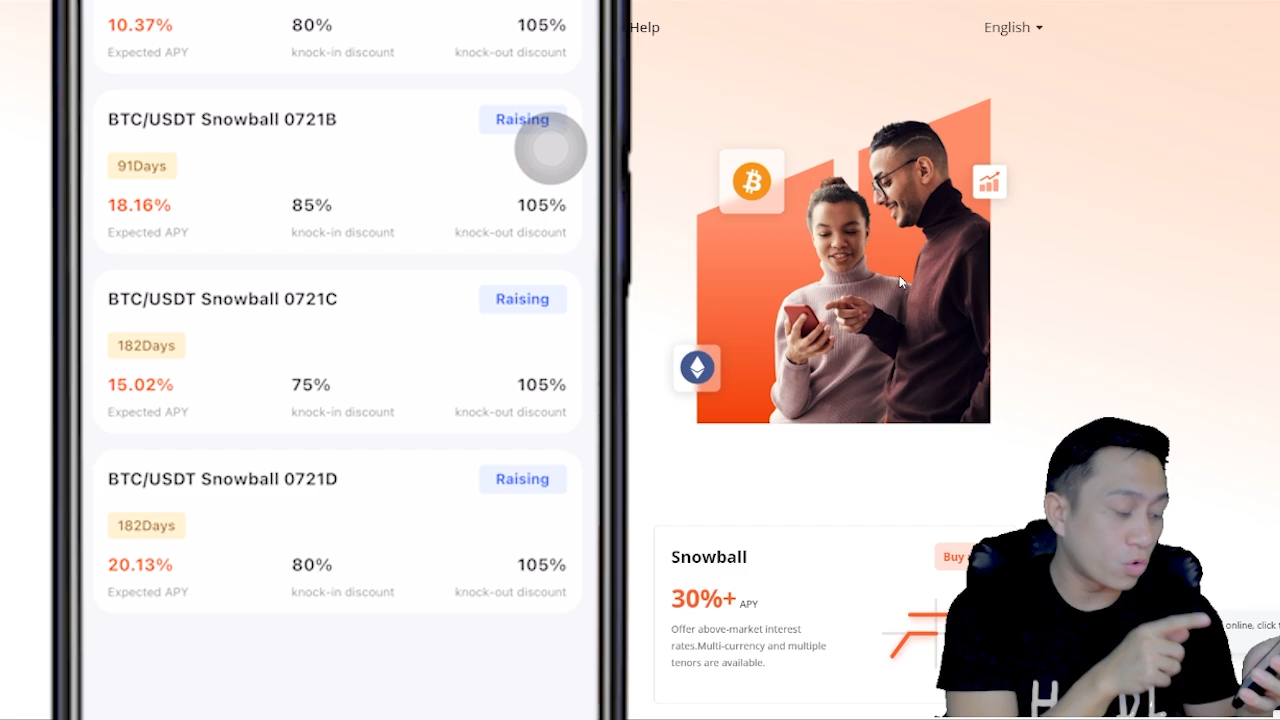 10.37%
80%
105%
Expected APY
knock-in discount
knock-out discount
BTC/USDT Snowball 0721B
Raising
91Days
18.16%
85%
105%
Expected APY
knock-in discount
knock-out discount
BTC/USDT Snowball 0721C
Raising
182Days
15.02%
75%
105%
Expected APY
knock-in discount
knock-out discount
BTC/USDT Snowball 0721D
Raising
182Days
20.13%
80%
105%
Expected APY
knock-in discount
knock-out discount
Help
English
Snowball
Buy
30%+ APY
Offer above-market interest
rates.Multi-currency and multiple
tenors are available.
online, click